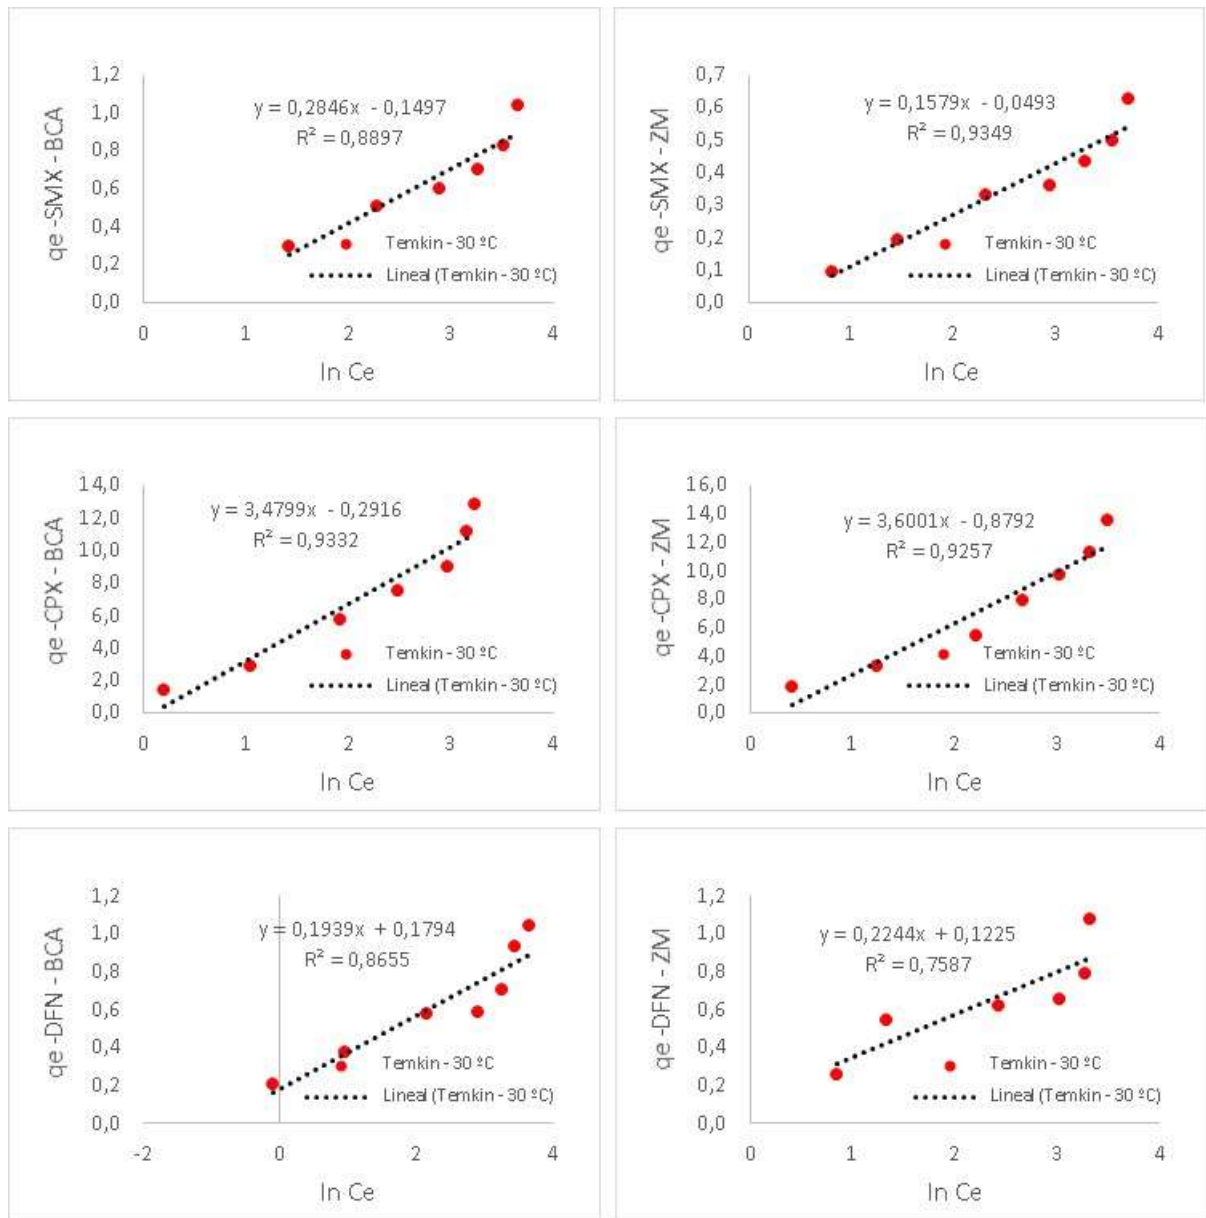 qe -SMX - BCA
1,2
1,0
0,8
0,6
0,4
0,2
0,0
y = 0,2846x - 0,1497
R² = 0,8897
Temkin - 30 ºC
Lineal (Temkin - 30 ºC)
0 1 2 3 4
ln Ce
qe -SMX - ZM
0,7
0,6
0,5
0,4
0,3
0,2
0,1
0,0
y = 0,1579x - 0,0493
R² = 0,9349
Temkin - 30 ºC
Lineal (Temkin - 30 ºC)
0 1 2 3 4
ln Ce
qe -CPX - BCA
14,0
12,0
10,0
8,0
6,0
4,0
2,0
0,0
y = 3,4799x - 0,2916
R² = 0,9332
Temkin - 30 ºC
Lineal (Temkin - 30 ºC)
0 1 2 3 4
ln Ce
qe -CPX - ZM
16,0
14,0
12,0
10,0
8,0
6,0
4,0
2,0
0,0
y = 3,6001x - 0,8792
R² = 0,9257
Temkin - 30 ºC
Lineal (Temkin - 30 ºC)
0 1 2 3 4
ln Ce
qe -DFN - BCA
1,2
1,0
0,8
0,6
0,4
0,2
0,0
y = 0,1939x + 0,1794
R² = 0,8655
Temkin - 30 ºC
Lineal (Temkin - 30 ºC)
-2 0 2 4
ln Ce
qe -DFN - ZM
1,2
1,0
0,8
0,6
0,4
0,2
0,0
y = 0,2244x + 0,1225
R² = 0,7587
Temkin - 30 ºC
Lineal (Temkin - 30 ºC)
0 1 2 3 4
ln Ce